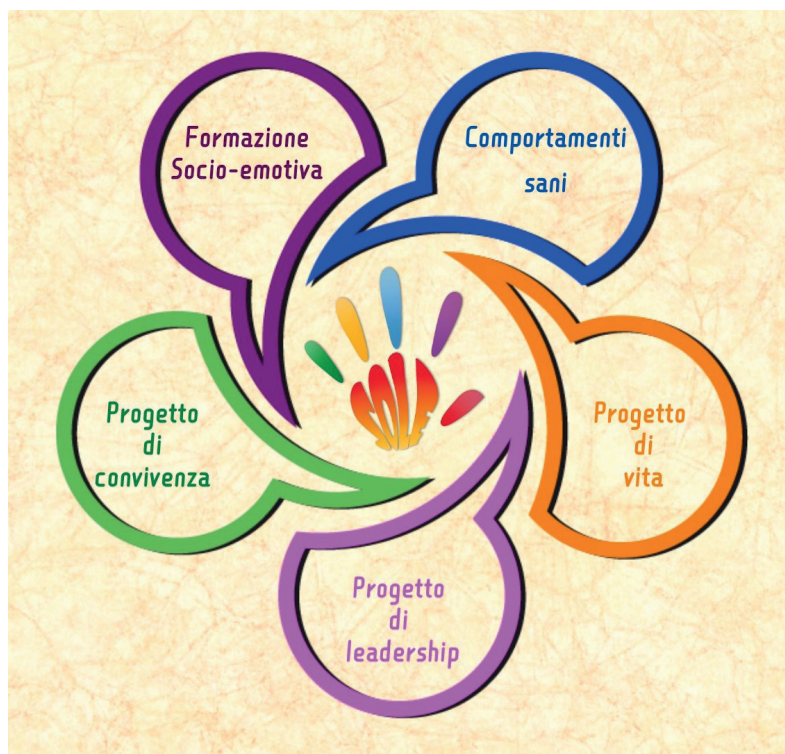 Formazione
Socio-emotiva
Comportamenti
sani
Progetto
di
convivenza
Progetto
di
vita
Progetto
di
leadership